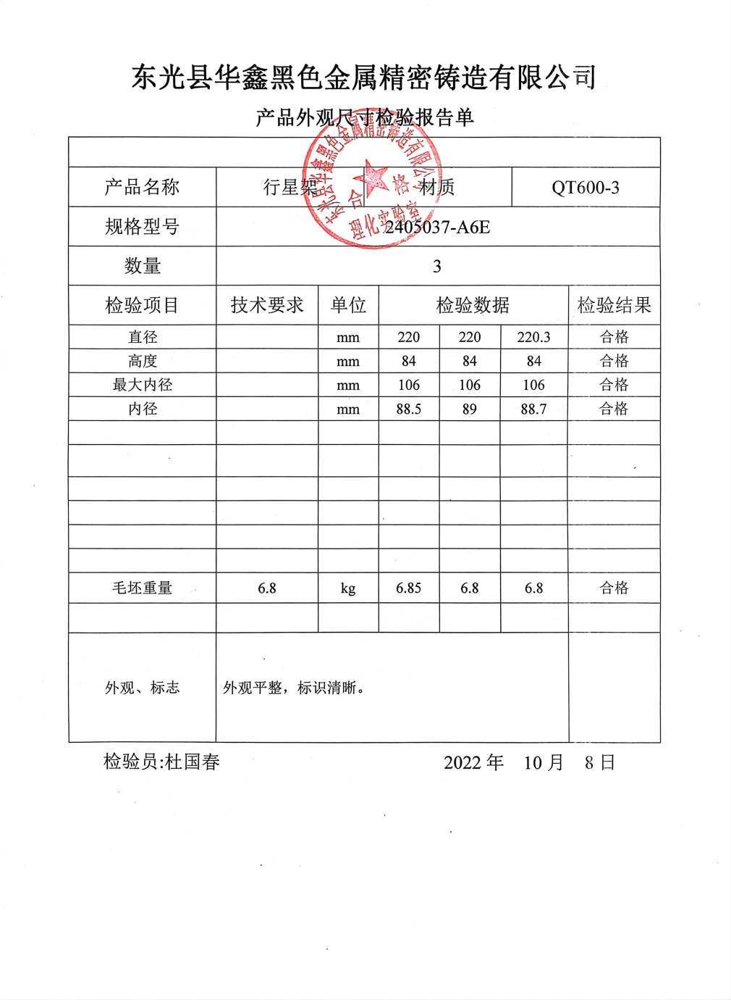 东光县华鑫黑色金属精密铸造有限公司
产品外观尺寸检验报告单
东光县华鑫黑色金属精密铸造有限公司
合 格
理化实验室
产品名称 行星架 材质 QT600-3
规格型号 2405037-A6E
数量 3
检验项目 技术要求 单位 检验数据 检验结果
直径 mm 220 220 220.3 合格
高度 mm 84 84 84 合格
最大内径 mm 106 106 106 合格
内径 mm 88.5 89 88.7 合格
毛坯重量 6.8 kg 6.85 6.8 6.8 合格
外观、标志 外观平整，标识清晰。
检验员:杜国春 2022 年 10 月 8 日